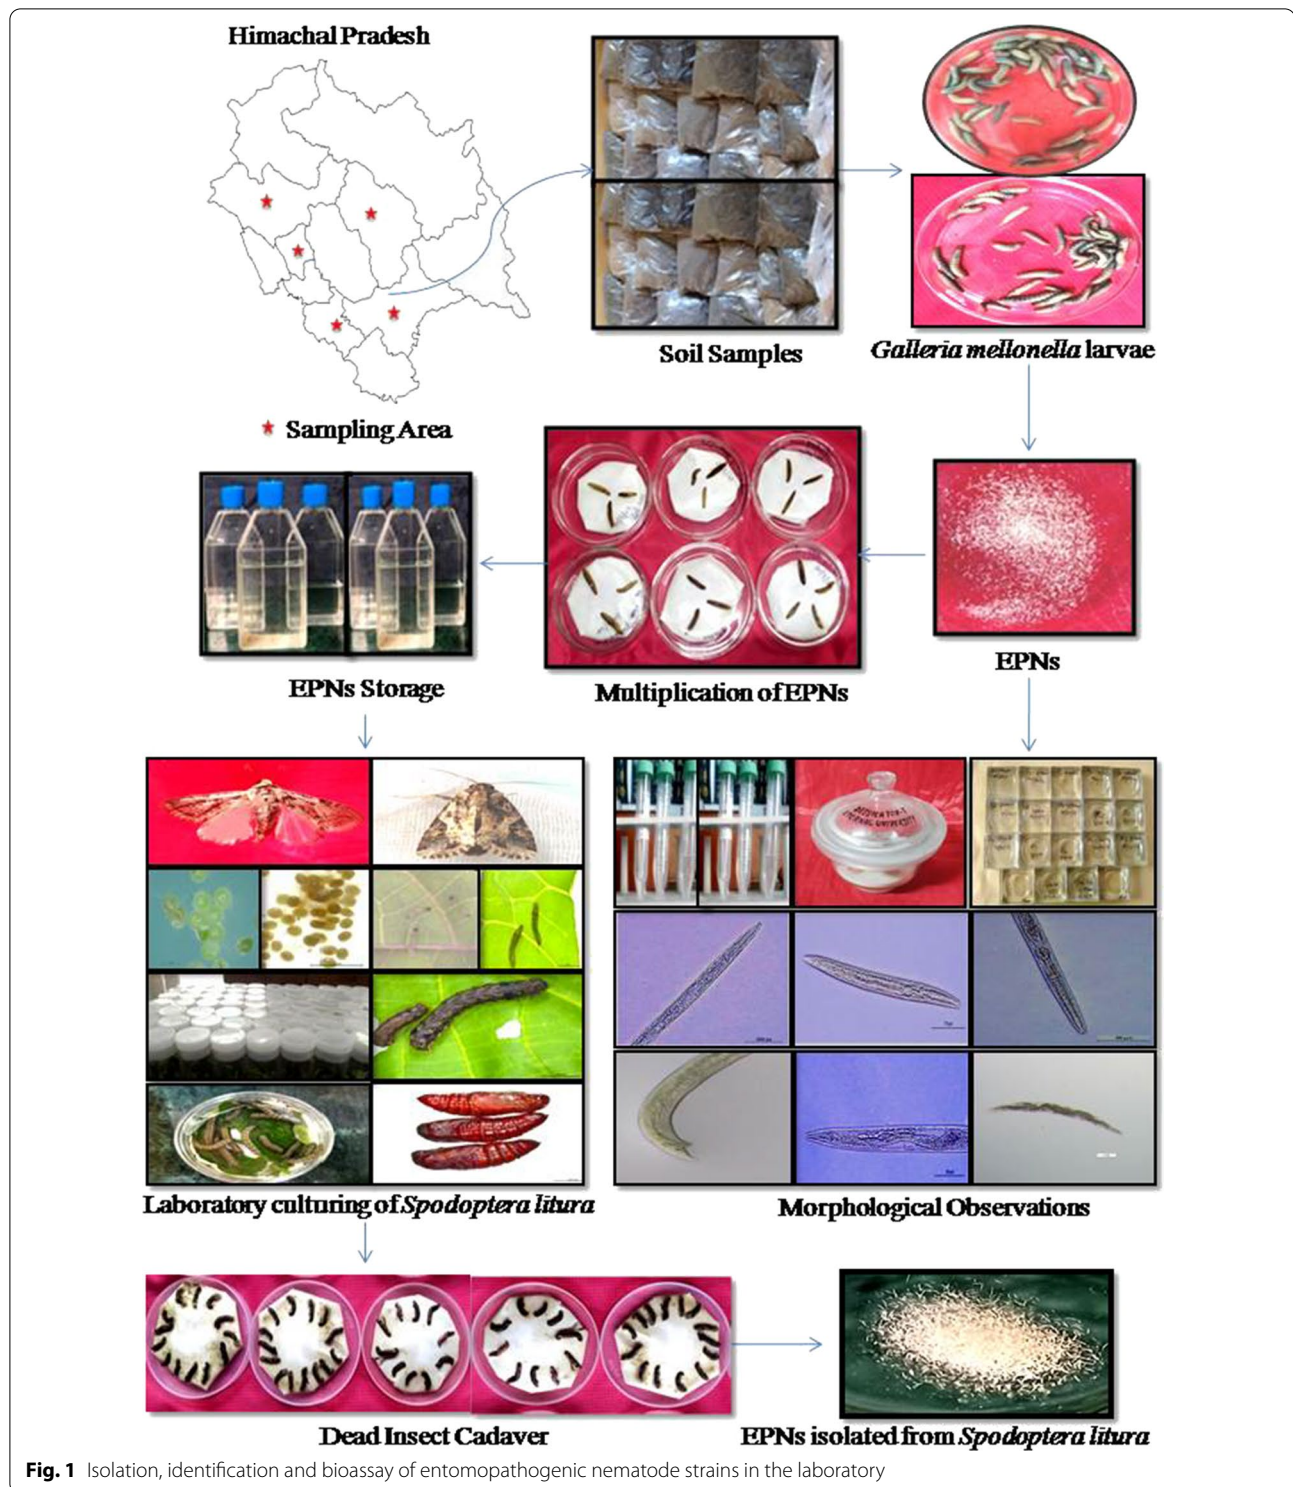 Himachal Pradesh
Soil Samples
Galleria mellonella larvae
Sampling Area
EPNs
Multiplication of EPNs
EPNs Storage
ETERNAL UNIVERSITY
Laboratory culturing of Spodoptera litura
Morphological Observations
Dead Insect Cadaver
EPNs isolated from Spodoptera litura
Fig. 1 Isolation, identification and bioassay of entomopathogenic nematode strains in the laboratory